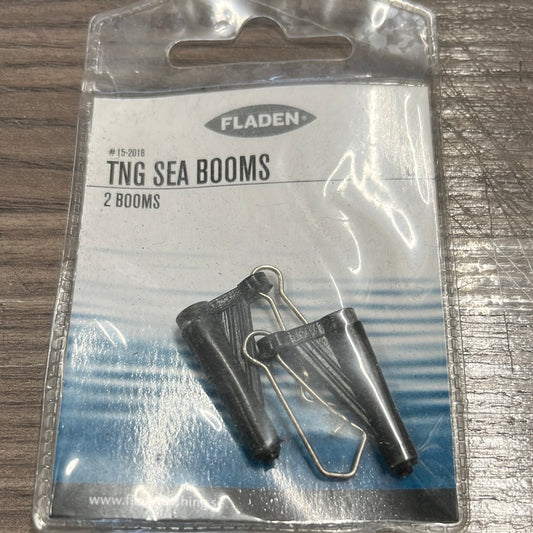 FLADEN®
#15-2018
TNG SEA BOOMS
2 BOOMS